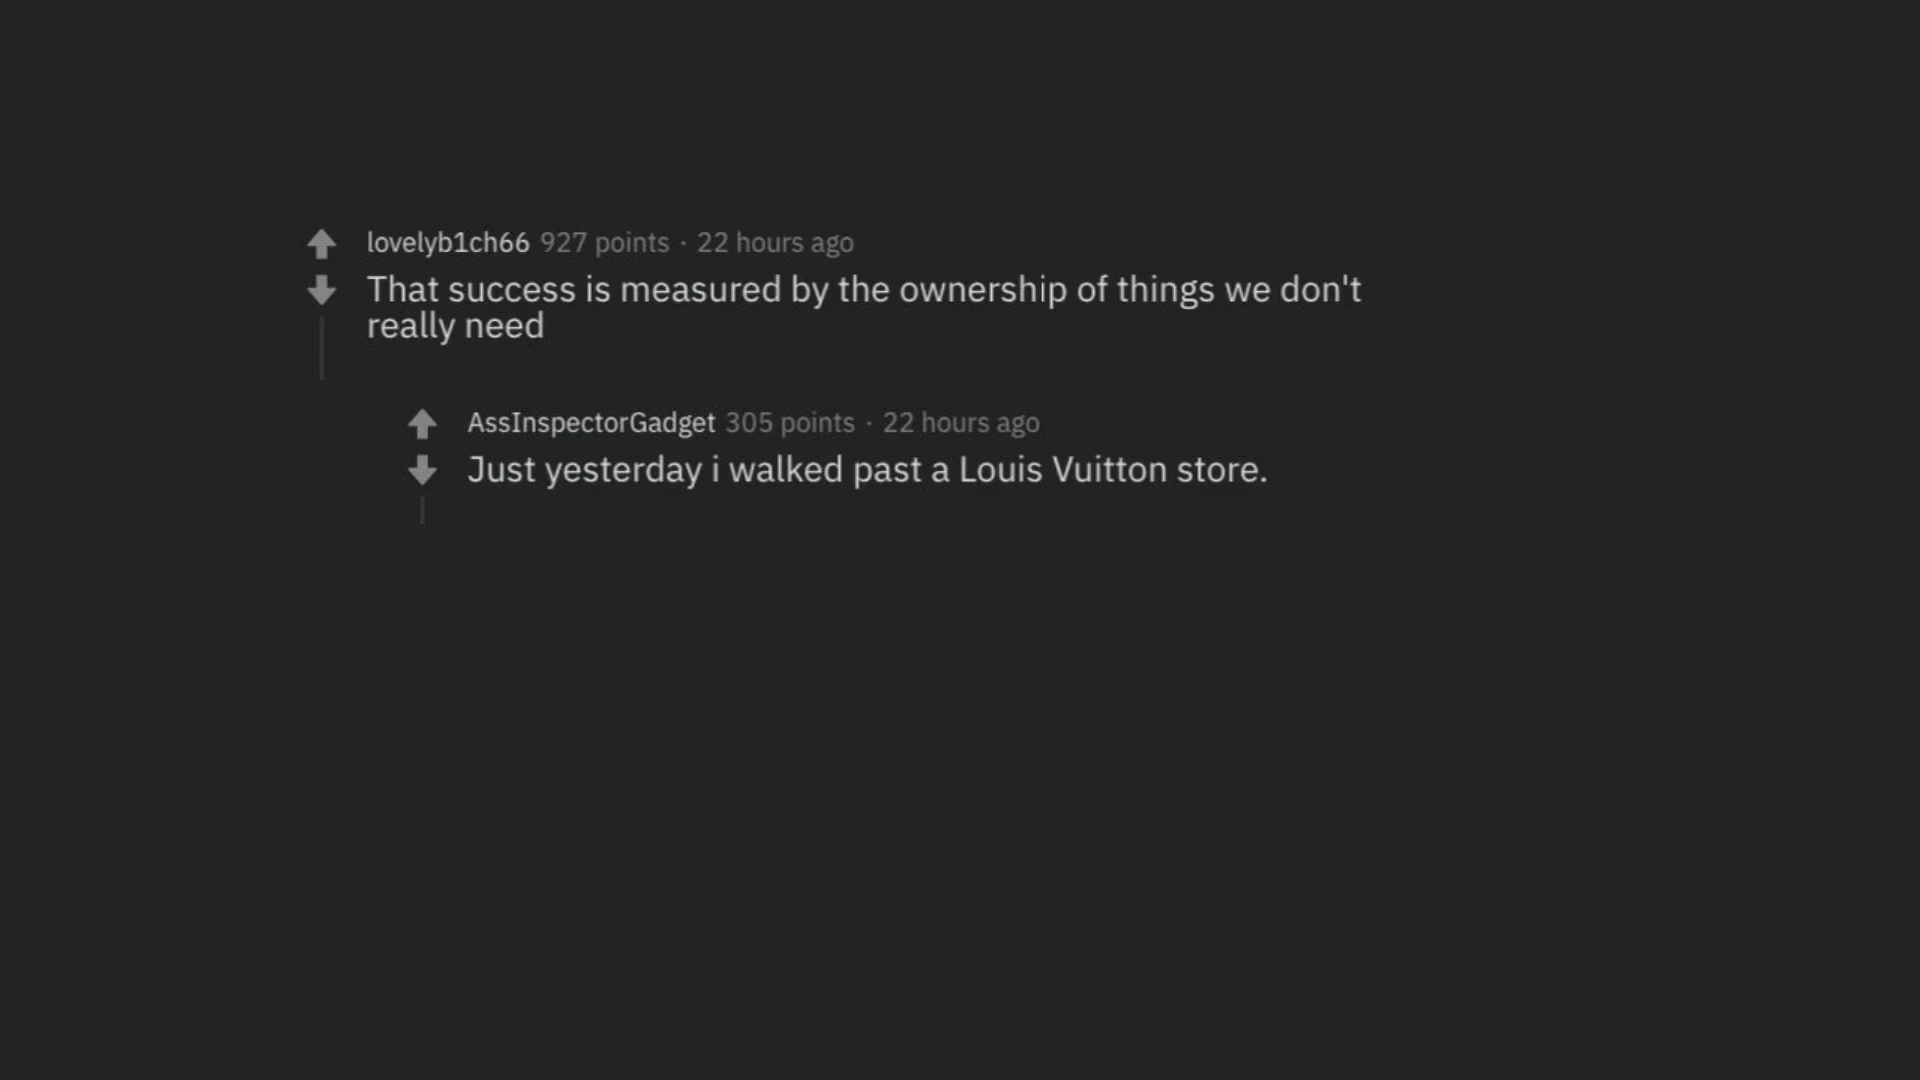 lovelyb1ch66 927 points · 22 hours ago
That success is measured by the ownership of things we don't
really need
AssInspectorGadget 305 points · 22 hours ago
Just yesterday i walked past a Louis Vuitton store.